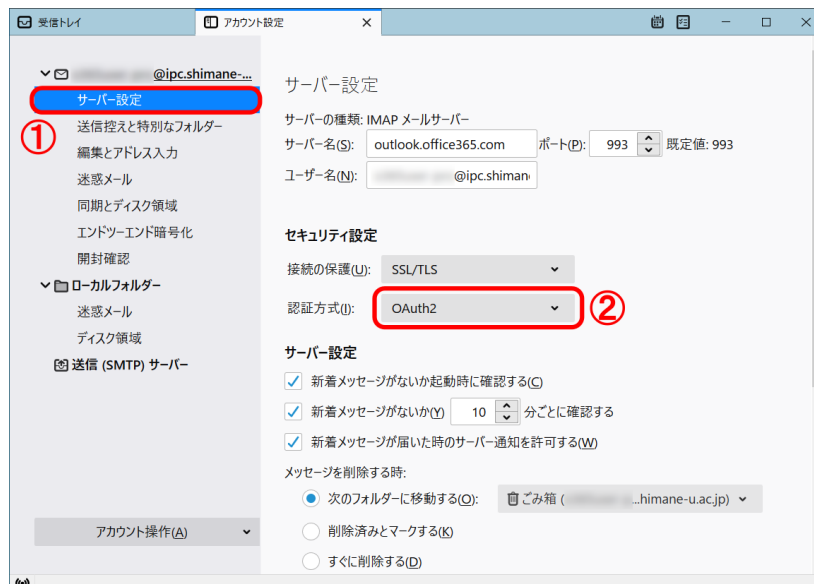 受信トレイ
アカウント設定
@ipc.shimane-...
サーバー設定
①
送信控えと特別なフォルダー
編集とアドレス入力
迷惑メール
同期とディスク領域
エンドツーエンド暗号化
開封確認
ローカルフォルダー
迷惑メール
ディスク領域
送信 (SMTP) サーバー
アカウント操作(A)
サーバー設定
サーバーの種類: IMAP メールサーバー
サーバー名(S): outlook.office365.com ポート(P): 993 既定値: 993
ユーザー名(N): @ipc.shiman
セキュリティ設定
接続の保護(U): SSL/TLS
認証方式(I): OAuth2 ②
サーバー設定
新着メッセージがないか起動時に確認する(C)
新着メッセージがないか(Y) 10 分ごとに確認する
新着メッセージが届いた時のサーバー通知を許可する(W)
メッセージを削除する時:
次のフォルダーに移動する(O): ごみ箱 ( ...himane-u.ac.jp)
削除済みとマークする(K)
すぐに削除する(D)